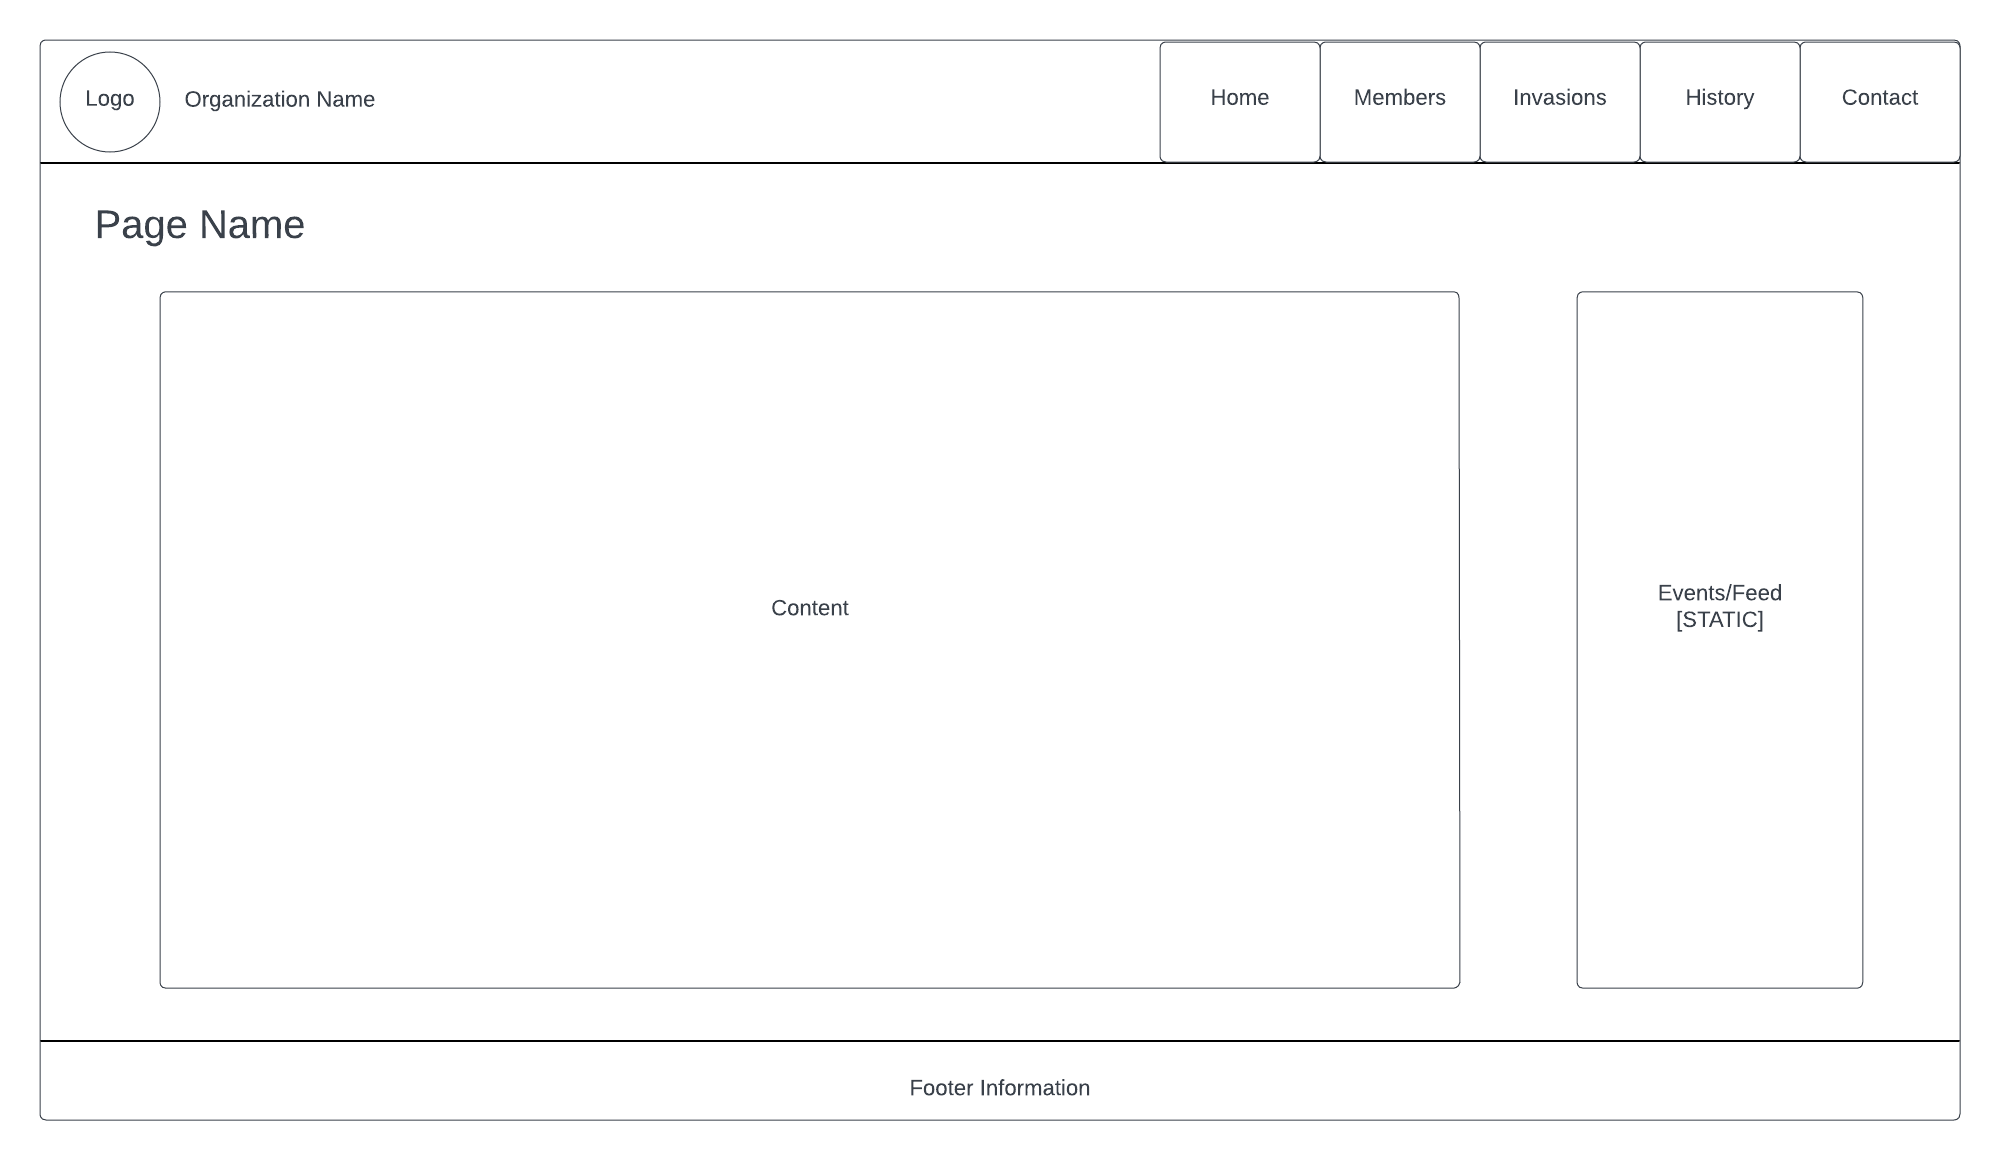 Logo
Organization Name
Home
Members
Invasions
History
Contact
Page Name
Content
Events/Feed
[STATIC]
Footer Information